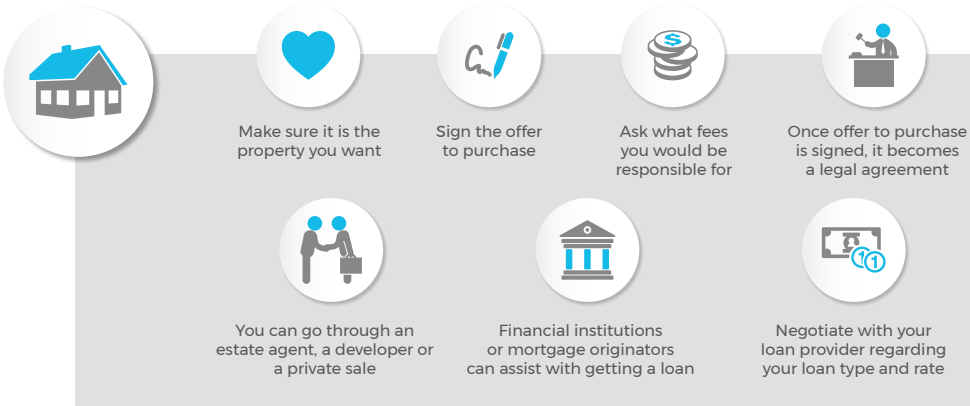 Make sure it is the
property you want
Sign the offer
to purchase
$
Ask what fees
you would be
responsible for
Once offer to purchase
is signed, it becomes
a legal agreement
You can go through an
estate agent, a developer or
a private sale
Financial institutions
or mortgage originators
can assist with getting a loan
1 1
Negotiate with your
loan provider regarding
your loan type and rate